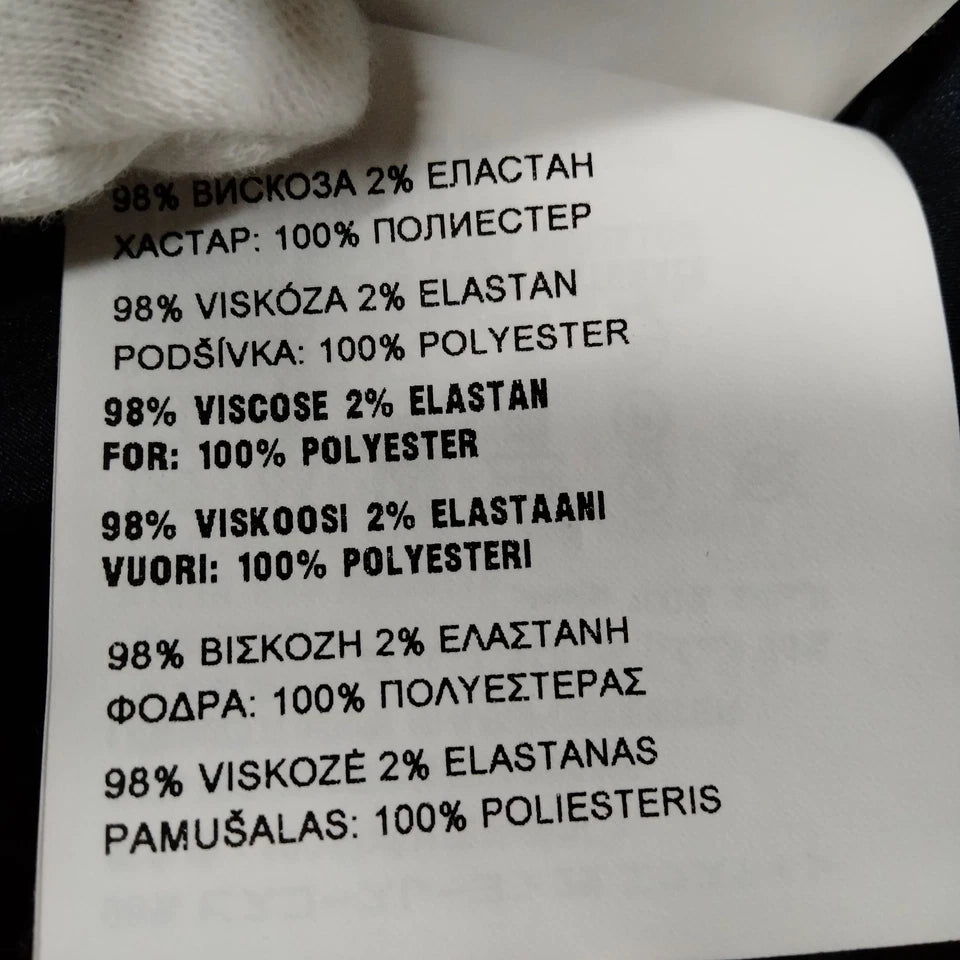 98% ВИСКОЗА 2% ЕЛАСТАН
ХАСТАР: 100% ПОЛИЕСТЕР
98% VISKÓZA 2% ELASTAN
PODŠÍVKA: 100% POLYESTER
98% VISCOSE 2% ELASTAN
FOR: 100% POLYESTER
98% VISKOOSI 2% ELASTAANI
VUORI: 100% POLYESTERI
98% ΒΙΣΚΟΖΗ 2% ΕΛΑΣΤΑΝΗ
ΦΟΔΡΑ: 100% ΠΟΛΥΕΣΤΕΡΑΣ
98% VISKOZĖ 2% ELASTANAS
PAMUŠALAS: 100% POLIESTERIS